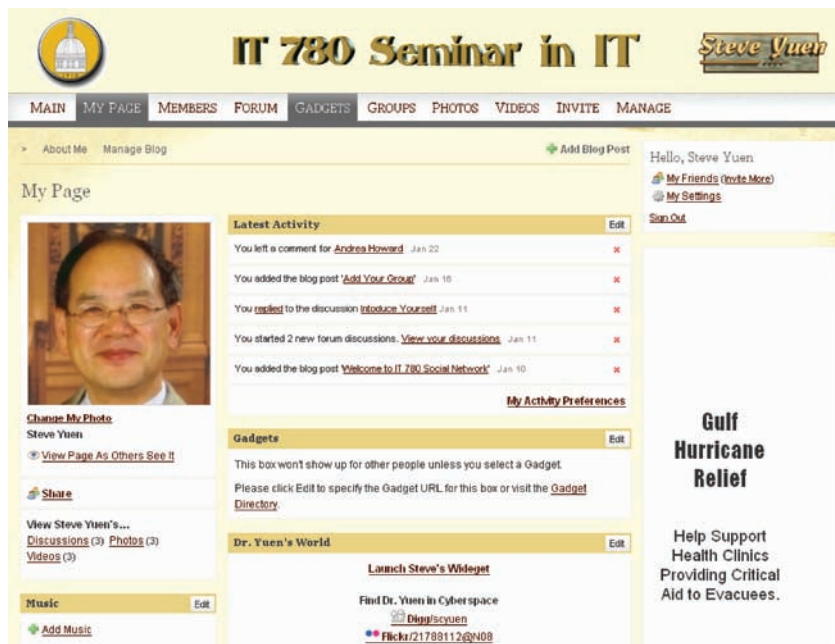 IT 780 Seminar in IT
Steve Yuen
MAIN MY PAGE MEMBERS FORUM GADGETS GROUPS PHOTOS VIDEOS INVITE MANAGE
> About Me Manage Blog
Add Blog Post
My Page
Change My Photo
Steve Yuen
View Page As Others See It
Share
View Steve Yuen's...
Discussions (3) Photos (3)
Videos (3)
Music Edit
Add Music
Latest Activity Edit
You left a comment for Andrea Howard Jan 22
You added the blog post 'Add Your Group' Jan 16
You replied to the discussion Intoduce Yourself Jan 11
You started 2 new forum discussions. View your discussions Jan 11
You added the blog post 'Welcome to IT 780 Social Network' Jan 10
My Activity Preferences
Gadgets Edit
This box won't show up for other people unless you select a Gadget.
Please click Edit to specify the Gadget URL for this box or visit the Gadget
Directory.
Dr. Yuen's World Edit
Launch Steve's Wideget
Find Dr. Yuen in Cyberspace
Digg/scyuen
Flickr/21788112@N08
Hello, Steve Yuen
My Friends (Invite More)
My Settings
Sign Out
Gulf
Hurricane
Relief
Help Support
Health Clinics
Providing Critical
Aid to Evacuees.